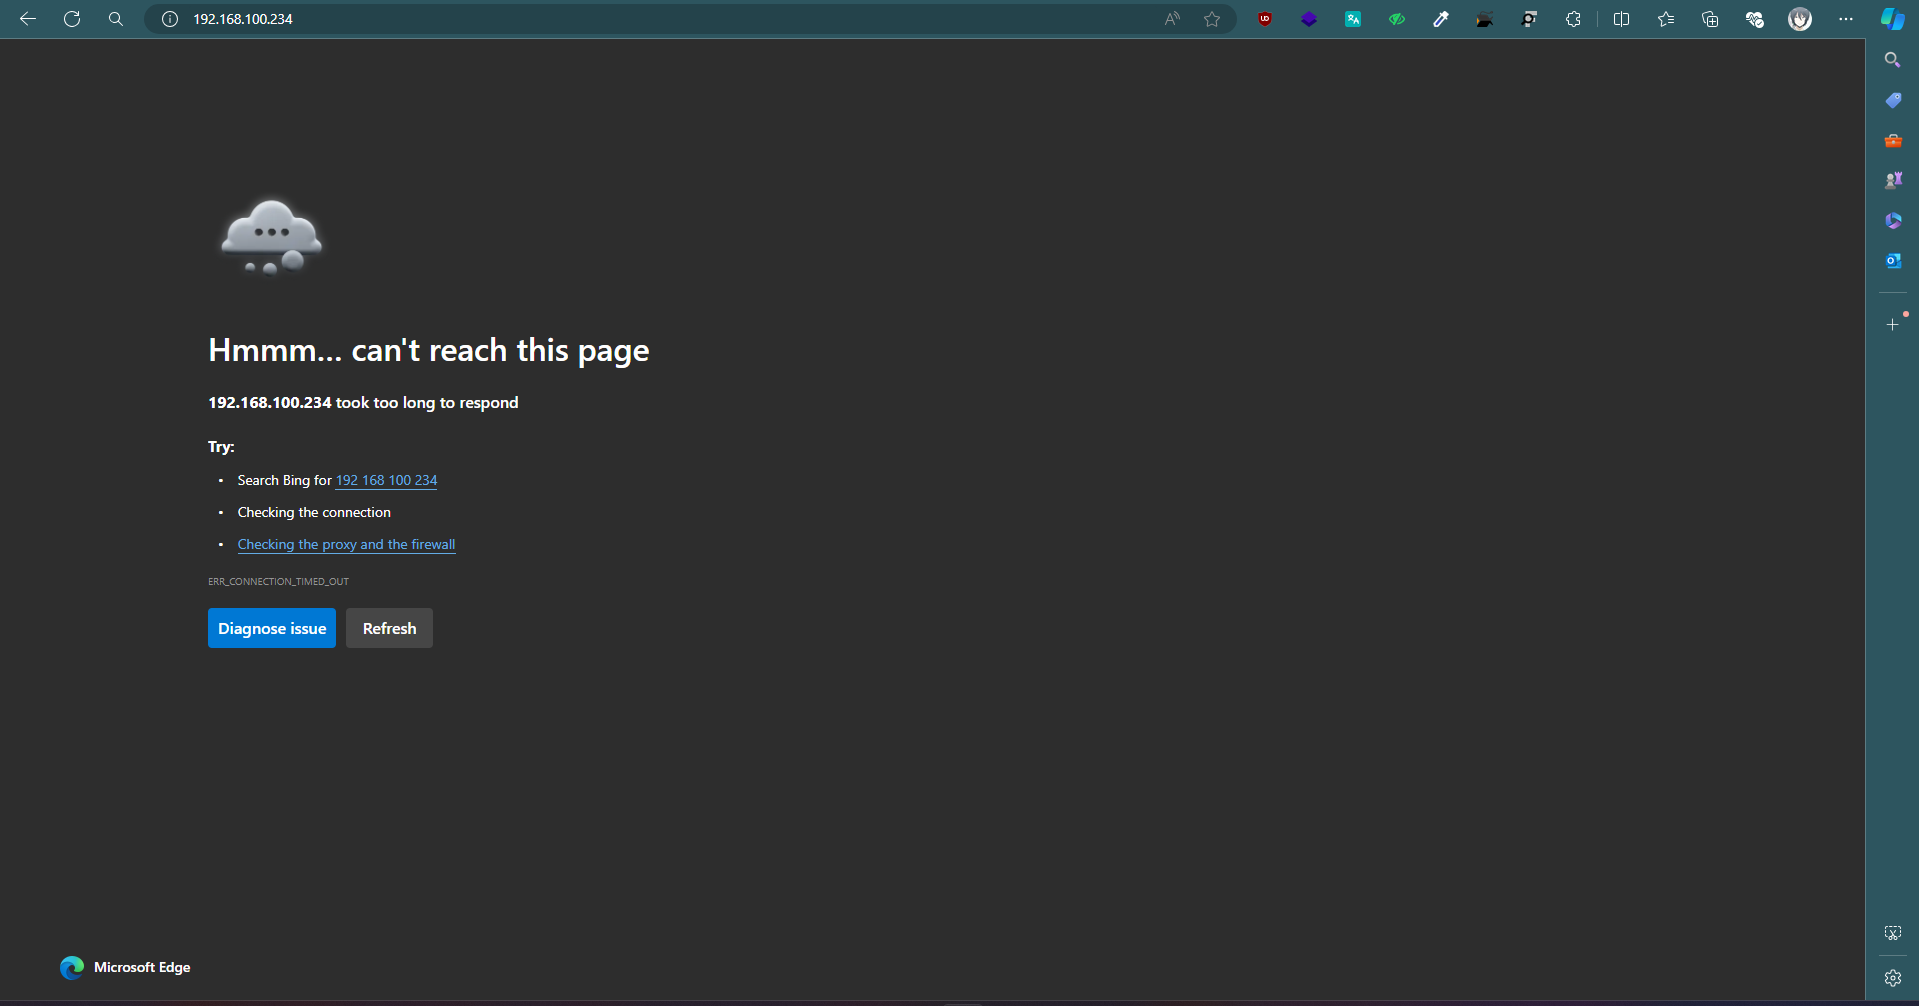 192.168.100.234
Hmmm... can't reach this page
192.168.100.234 took too long to respond
Try:
• Search Bing for 192 168 100 234
• Checking the connection
• Checking the proxy and the firewall
ERR_CONNECTION_TIMED_OUT
Diagnose issue Refresh
Microsoft Edge